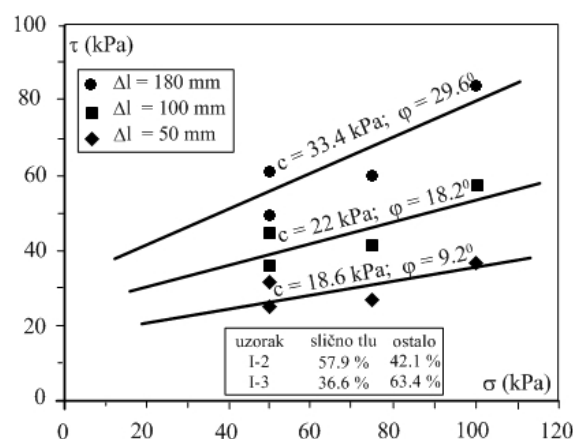 100
τ (kPa)
Δl = 180 mm
Δl = 100 mm
Δl = 50 mm
80
c = 33.4 kPa; φ = 29.6⁰
60
c = 22 kPa; φ = 18.2⁰
40
c = 18.6 kPa; φ = 9.2⁰
20
uzorak slično tlu ostalo
I-2 57.9 % 42.1 %
I-3 36.6 % 63.4 %
σ (kPa)
0
0 20 40 60 80 100 120